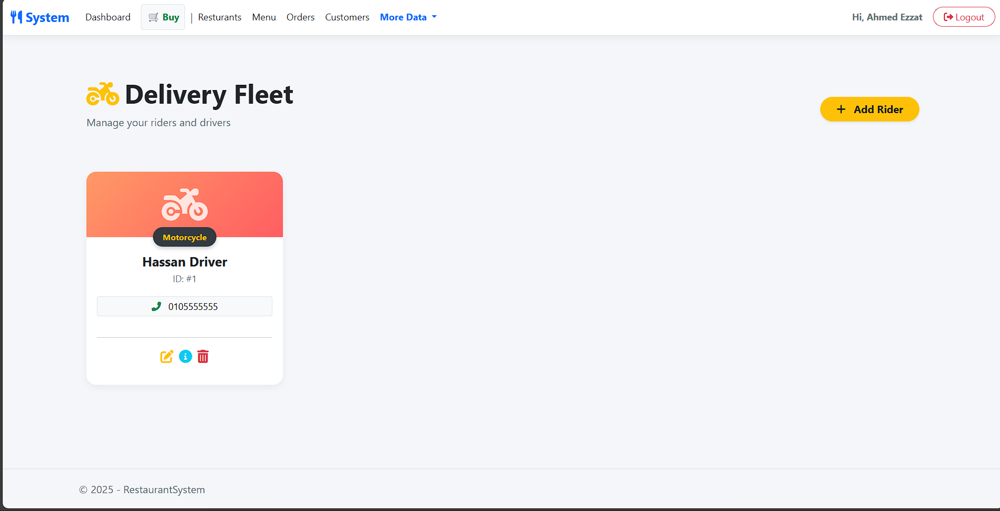 System Dashboard Buy | Resturants Menu Orders Customers More Data Hi, Ahmed Ezzat Logout
Delivery Fleet
Manage your riders and drivers
+ Add Rider
Motorcycle
Hassan Driver
ID: #1
0105555555
© 2025 - RestaurantSystem